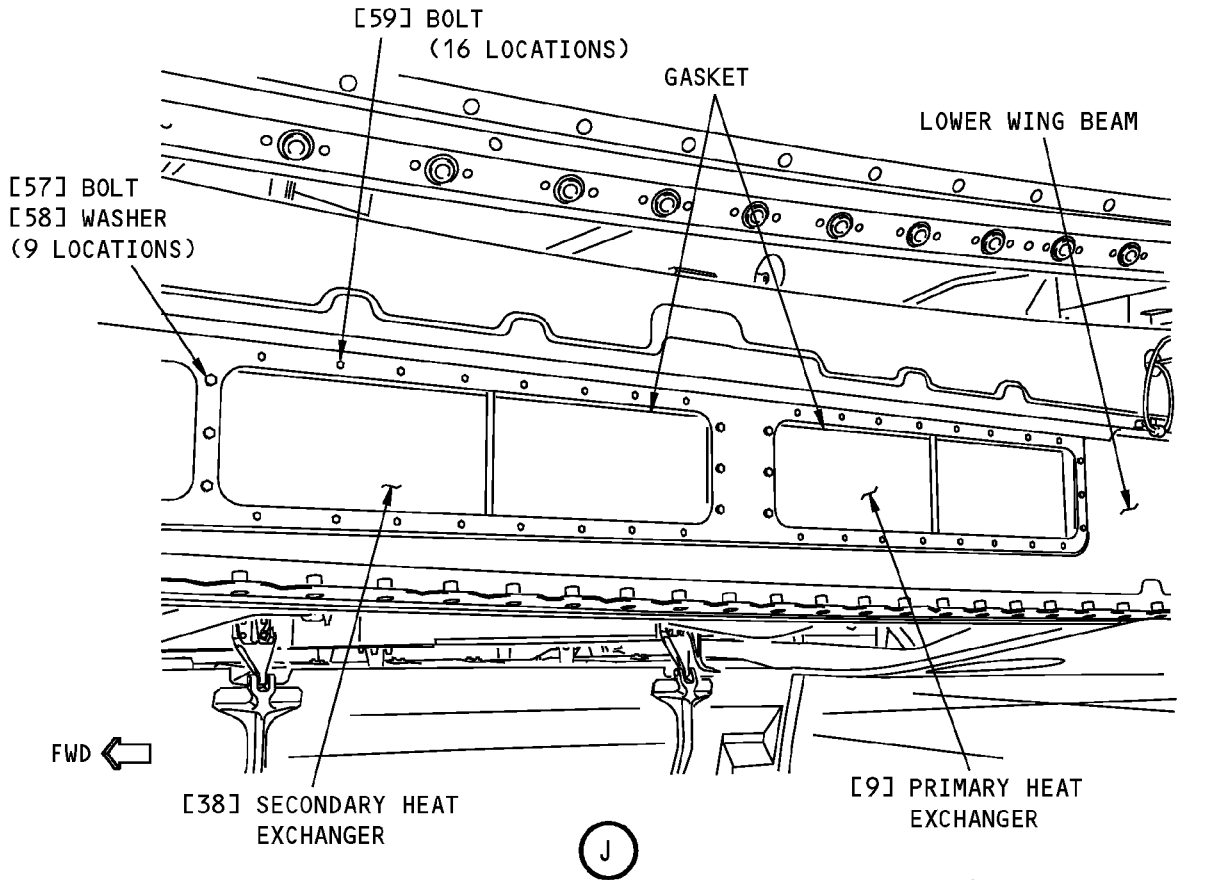 [59] BOLT
(16 LOCATIONS)
GASKET
LOWER WING BEAM
[57] BOLT
[58] WASHER
(9 LOCATIONS)
FWD
[38] SECONDARY HEAT
EXCHANGER
[9] PRIMARY HEAT
EXCHANGER
J